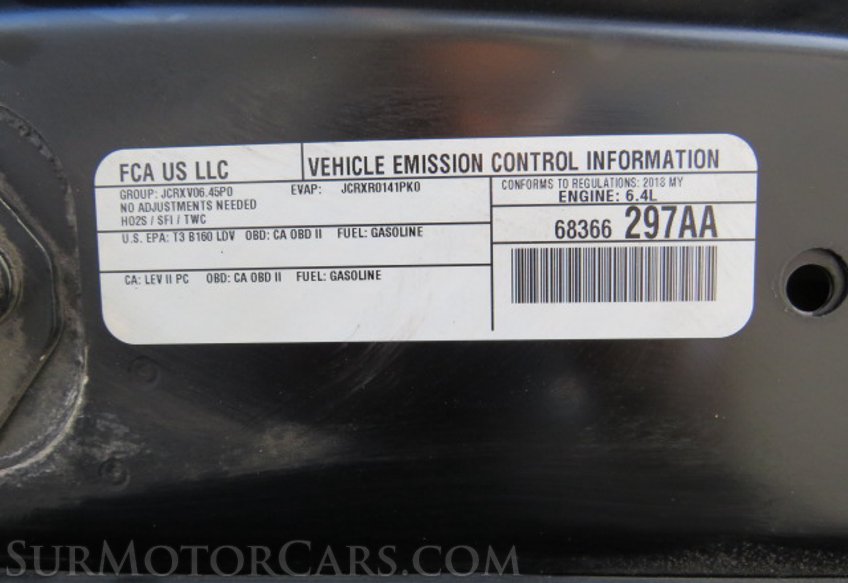 FCA US LLC
VEHICLE EMISSION CONTROL INFORMATION
GROUP: JCRXV06.45P0 EVAP: JCRXR0141PK0
NO ADJUSTMENTS NEEDED
HO2S / SFI / TWC
U.S. EPA: T3 B160 LDV OBD: CA OBD II FUEL: GASOLINE
CA: LEV II PC OBD: CA OBD II FUEL: GASOLINE
CONFORMS TO REGULATIONS: 2018 MY
ENGINE: 6.4L
68366 297AA
SURMOTORCARS.COM